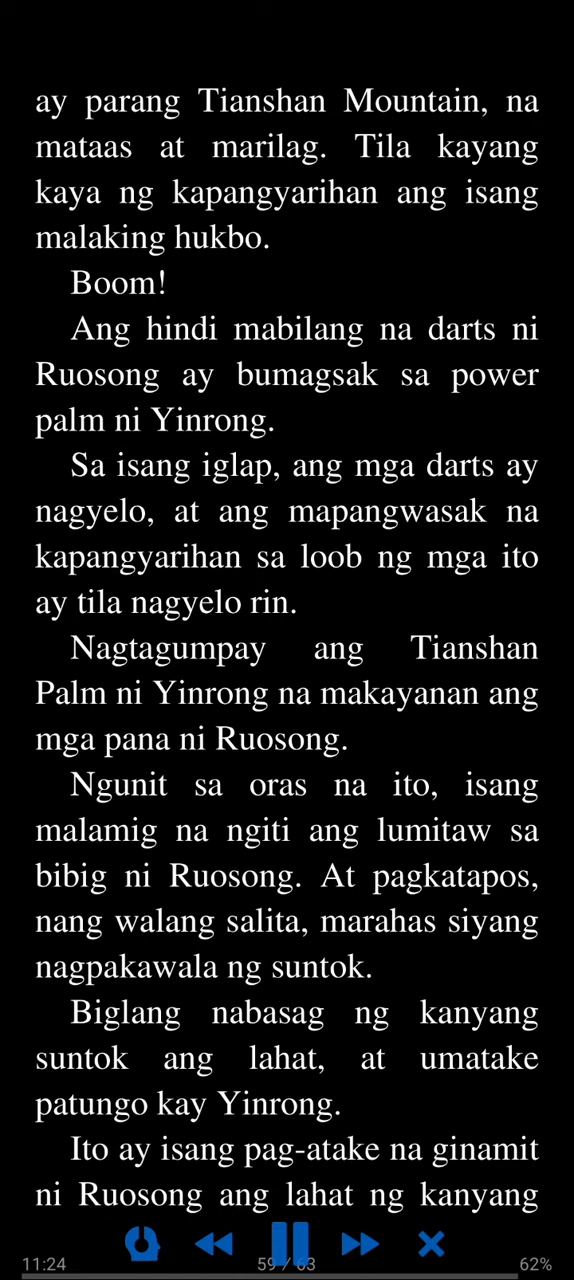 ay parang Tianshan Mountain, na
mataas at marilag. Tila kayang
kaya ng kapangyarihan ang isang
malaking hukbo.
Boom!
Ang hindi mabilang na darts ni
Ruosong ay bumagsak sa power
palm ni Yinrong.
Sa isang iglap, ang mga darts ay
nagyelo, at ang mapangwasak na
kapangyarihan sa loob ng mga ito
ay tila nagyelo rin.
Nagtagumpay ang Tianshan
Palm ni Yinrong na makayanan ang
mga pana ni Ruosong.
Ngunit sa oras na ito, isang
malamig na ngiti ang lumitaw sa
bibig ni Ruosong. At pagkatapos,
nang walang salita, marahas siyang
nagpakawala ng suntok.
Biglang nabasag ng kanyang
suntok ang lahat, at umatake
patungo kay Yinrong.
Ito ay isang pag-atake na ginamit
ni Ruosong ang lahat ng kanyang
11:24 59 / 63 62%